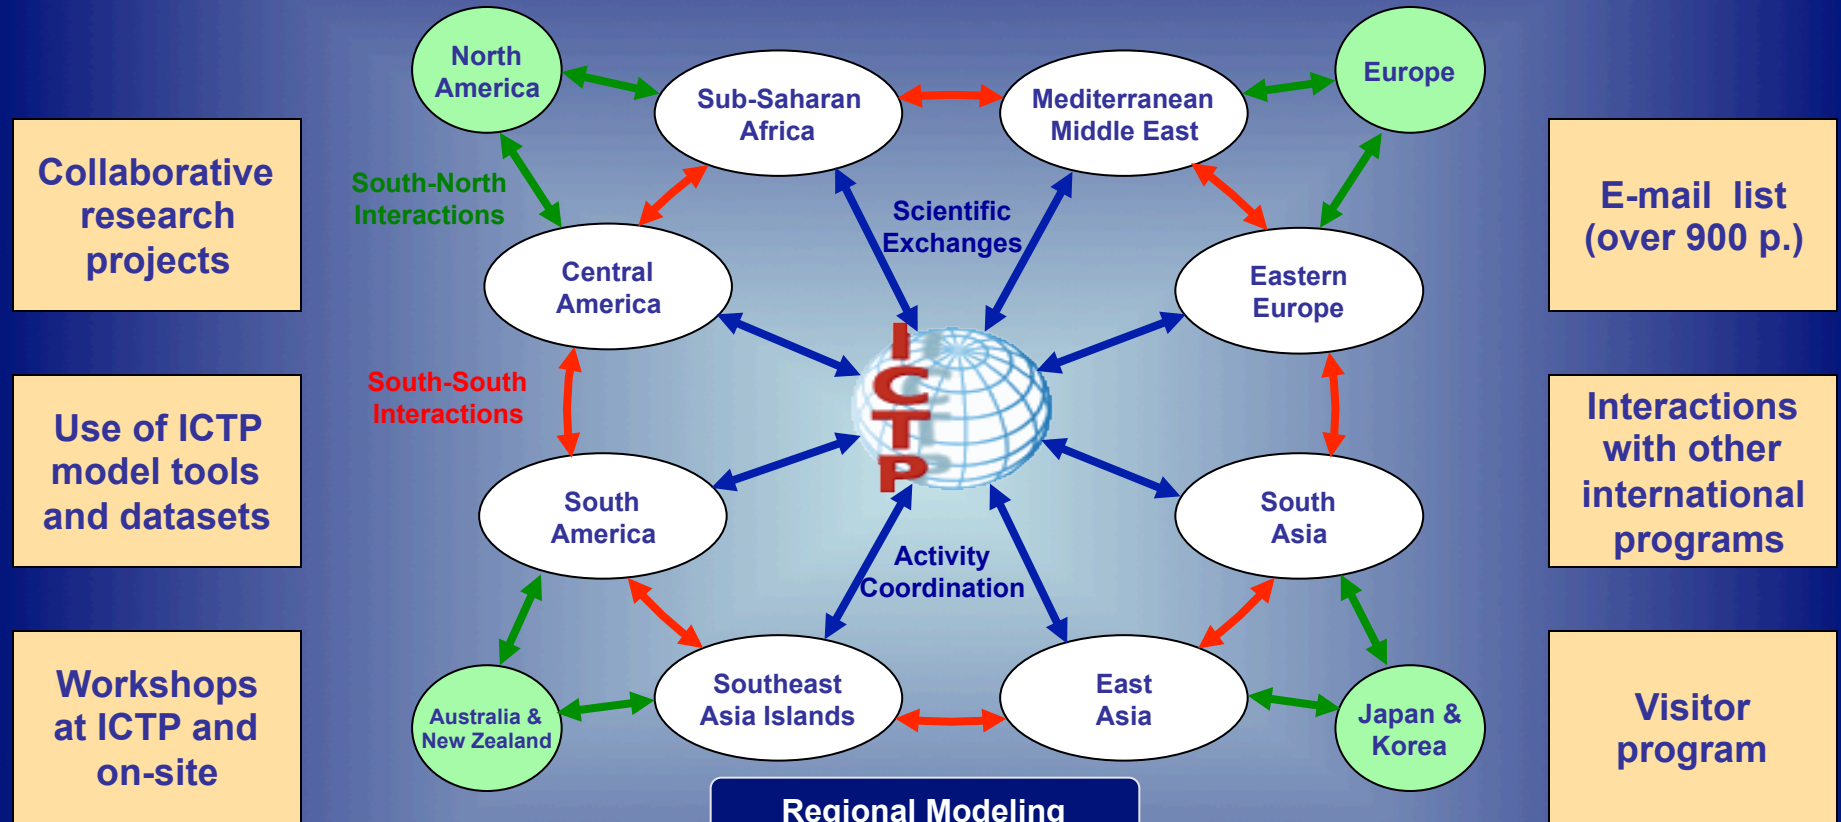 North
America
Sub-Saharan
Africa
Mediterranean
Middle East
Europe
Collaborative
research
projects
South-North
Interactions
Scientific
Exchanges
E-mail list
(over 900 p.)
Central
America
Eastern
Europe
South-South
Interactions
I
C
T
P
Use of ICTP
model tools
and datasets
Interactions
with other
international
programs
South
America
South
Asia
Activity
Coordination
Workshops
at ICTP and
on-site
Australia &
New Zealand
Southeast
Asia Islands
East
Asia
Japan &
Korea
Visitor
program
Regional Modeling